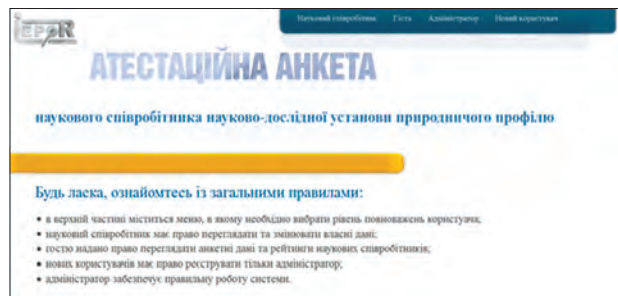 Науковий співробітник Гість Адміністратор Новий користувач
АТЕСТАЦІЙНА АНКЕТА
наукового співробітника науково-дослідної установи природничого профілю
Будь ласка, ознайомтесь із загальними правилами:
• в верхній частині міститься меню, в якому необхідно вибрати рівень повноважень користувача;
• науковий співробітник має право переглядати та змінювати власні дані;
• гостю надано право переглядати анкетні дані та рейтинги наукових співробітників;
• нових користувачів має право реєструвати тільки адміністратор;
• адміністратор забезпечує правильну роботу системи.